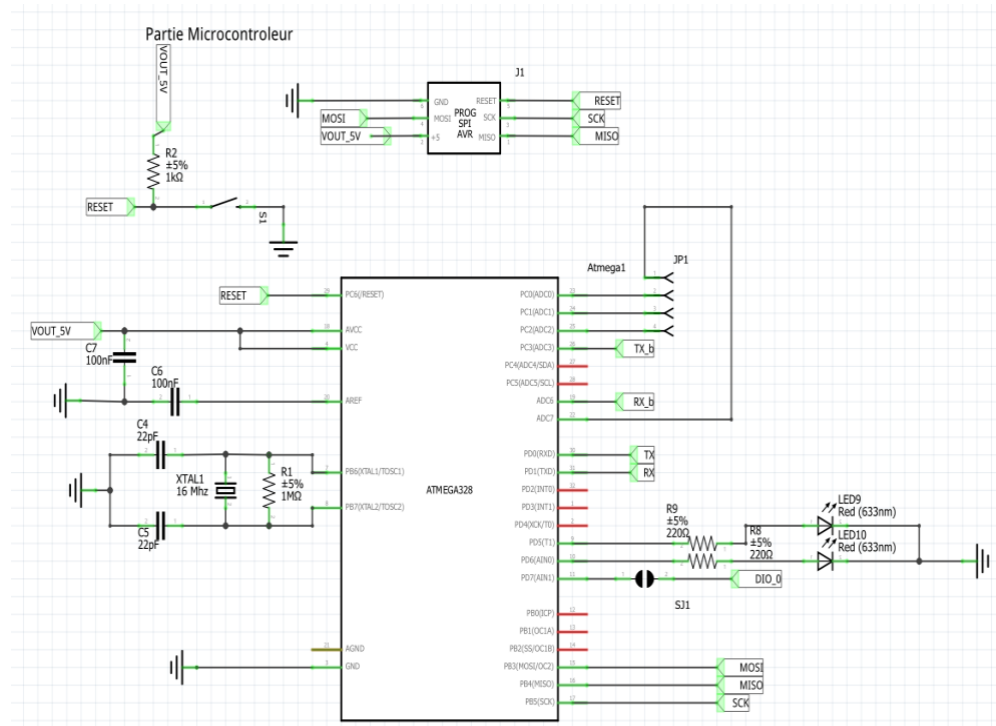 Partie Microcontroleur
VOUT_5V
R2
±5%
1kΩ
RESET
S1
J1
GND
MOSI
+5
PROG
SPI
AVR
RESET
SCK
MISO
MOSI
VOUT_5V
RESET
SCK
MISO
Atmega1
JP1
RESET
VOUT_5V
C7
100nF
C6
100nF
C4
22pF
C5
22pF
XTAL1
16 Mhz
R1
±5%
1MΩ
PC6(/RESET)
AVCC
VCC
AREF
PB6(XTAL1/TOSC1)
PB7(XTAL2/TOSC2)
AGND
GND
ATMEGA328
PC0(ADC0)
PC1(ADC1)
PC2(ADC2)
PC3(ADC3)
PC4(ADC4/SDA)
PC5(ADC5/SCL)
ADC6
ADC7
PD0(RXD)
PD1(TXD)
PD2(INT0)
PD3(INT1)
PD4(XCK/T0)
PD5(T1)
PD6(AIN0)
PD7(AIN1)
PB0(ICP)
PB1(OC1A)
PB2(SS/OC1B)
PB3(MOSI/OC2)
PB4(MISO)
PB5(SCK)
TX_b
RX_b
TX
RX
R9
±5%
220Ω
R8
±5%
220Ω
LED9
Red (633nm)
LED10
Red (633nm)
DIO_0
SJ1
MOSI
MISO
SCK